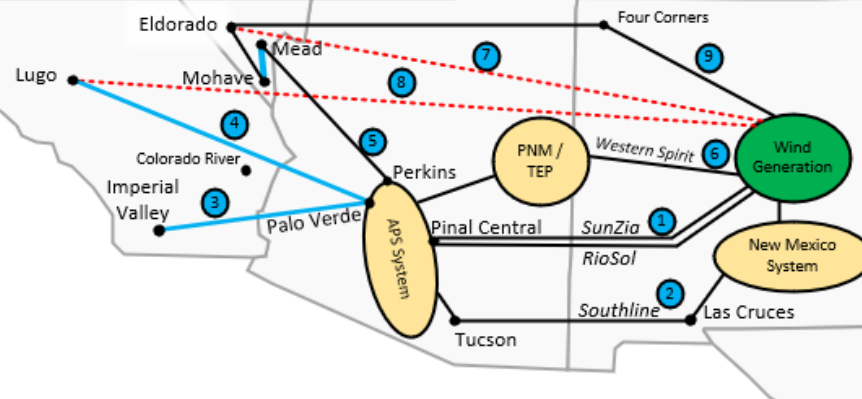 Eldorado
Four Corners
Mead
7
9
Lugo
Mohave
8
4
5
Western Spirit
6
Wind
Generation
PNM /
TEP
Colorado River
Perkins
Imperial
Valley
3
Palo Verde
APS System
Pinal Central
SunZia
1
RioSol
New Mexico
System
2
Southline
Las Cruces
Tucson